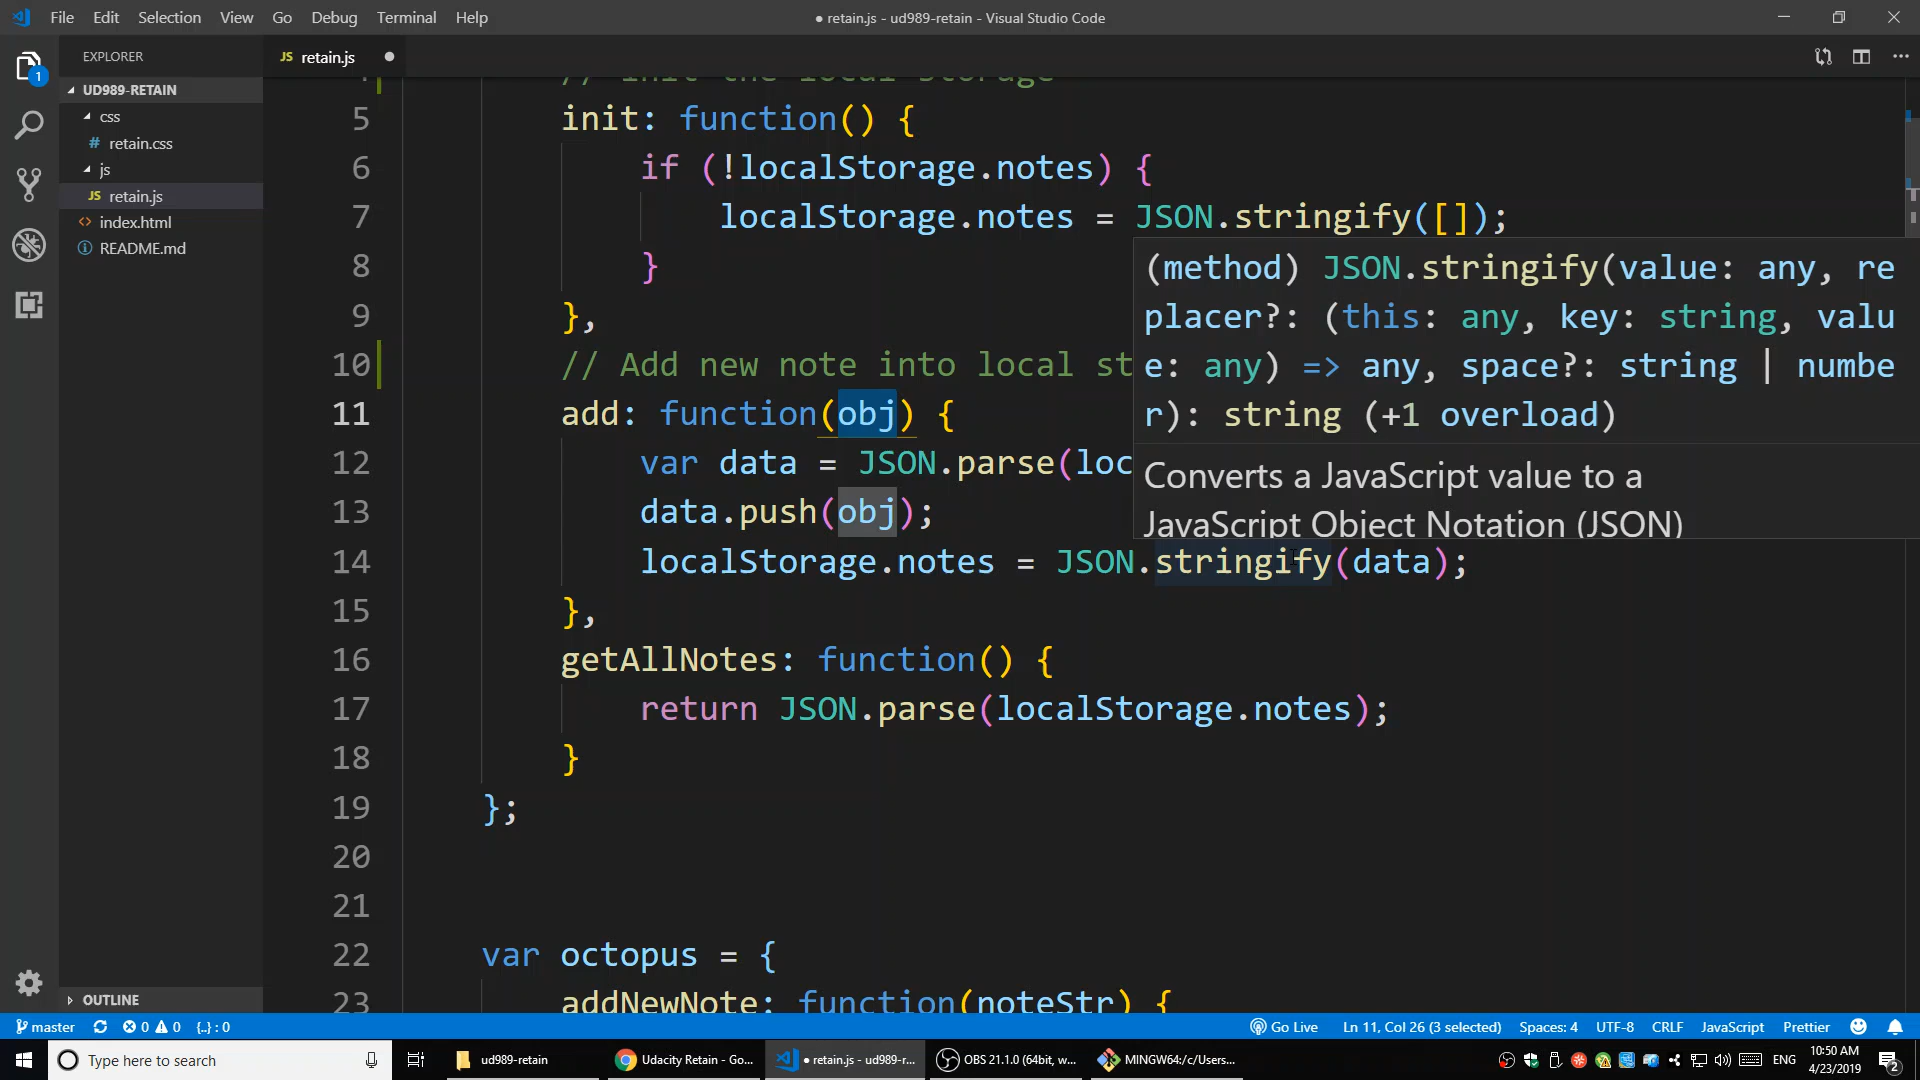 File Edit Selection View Go Debug Terminal Help
● retain.js - ud989-retain - Visual Studio Code
EXPLORER
UD989-RETAIN
css
# retain.css
js
JS retain.js
<> index.html
README.md
OUTLINE
JS retain.js ●
// init the local storage
5 init: function() {
6 if (!localStorage.notes) {
7 localStorage.notes = JSON.stringify([]);
8 }
9 },
10 // Add new note into local st
11 add: function(obj) {
12 var data = JSON.parse(loc
13 data.push(obj);
14 localStorage.notes = JSON.stringify(data);
15 },
16 getAllNotes: function() {
17 return JSON.parse(localStorage.notes);
18 }
19 };
20
21
22 var octopus = {
23 addNewNote: function(noteStr) {
(method) JSON.stringify(value: any, re
placer?: (this: any, key: string, valu
e: any) => any, space?: string | numbe
r): string (+1 overload)
Converts a JavaScript value to a
JavaScript Object Notation (JSON)
1
master 0 0 {..} : 0
Go Live Ln 11, Col 26 (3 selected) Spaces: 4 UTF-8 CRLF JavaScript Prettier
Type here to search
ud989-retain
Udacity Retain - Go...
● retain.js - ud989-r...
OBS 21.1.0 (64bit, w...
MINGW64:/c/Users...
ENG
10:50 AM
4/23/2019
2